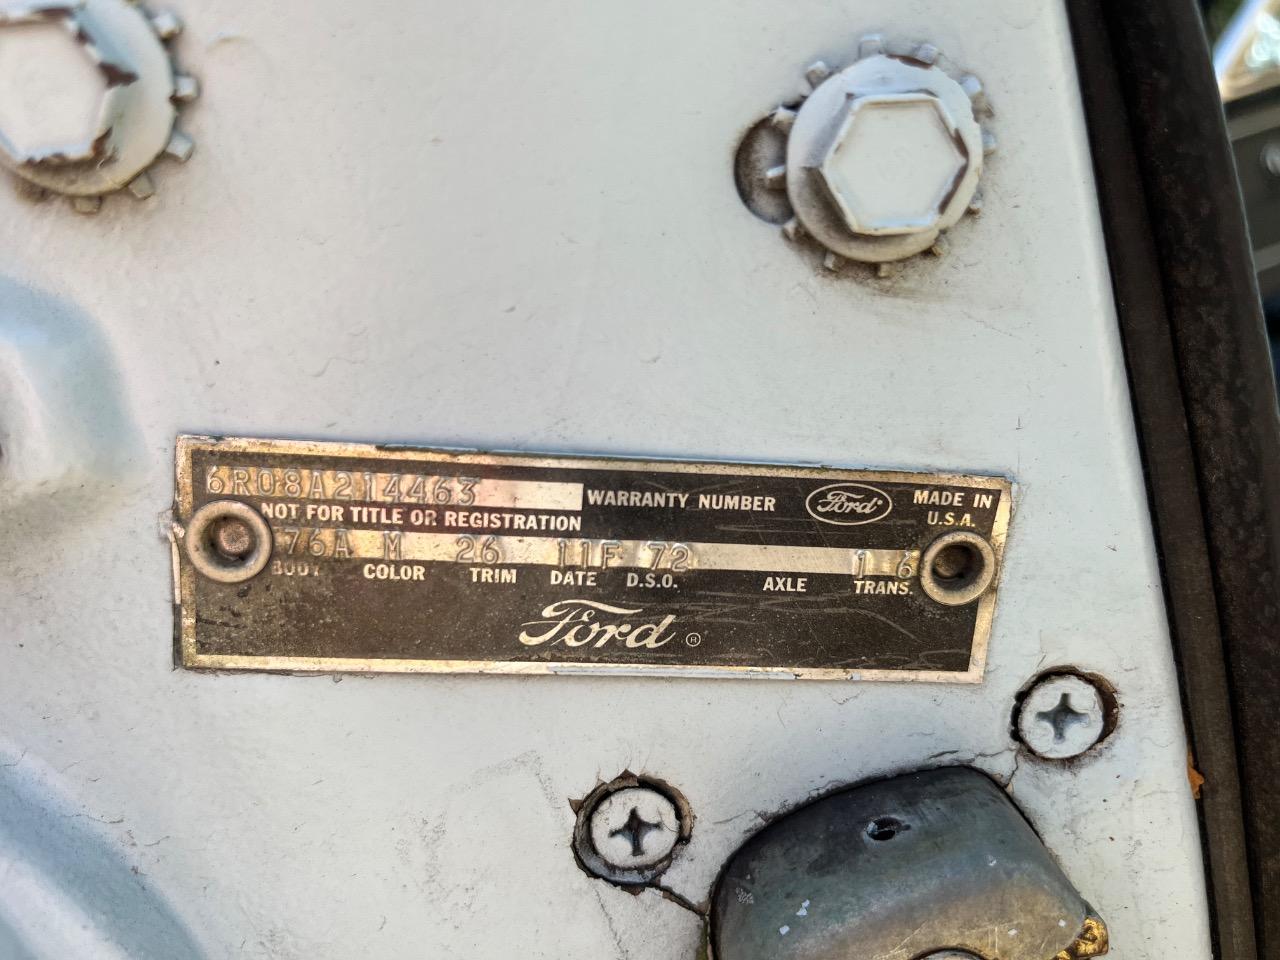 6R08A214463 WARRANTY NUMBER Ford MADE IN U.S.A.
NOT FOR TITLE OR REGISTRATION
76A M 26 11F 72 1 6
BODY COLOR TRIM DATE D.S.O. AXLE TRANS.
Ford ®